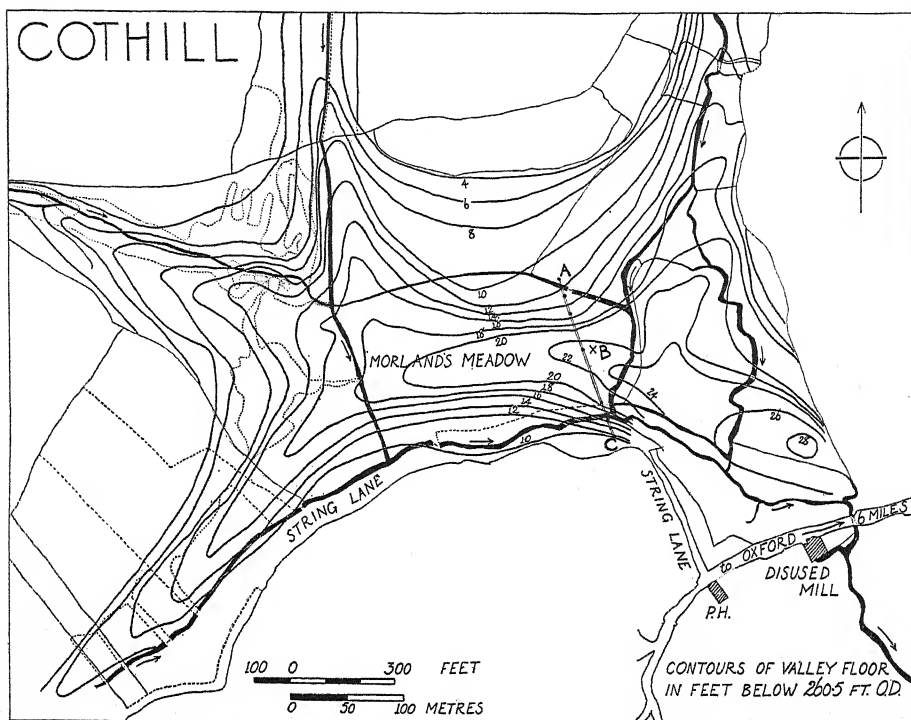 COTHILL
4
6
8
A
10
12
14
16
18
20
MORLAND'S MEADOW
×B
22
20
18
16
14
12
24
26
28
10
C
STRING LANE
STRING LANE
to OXFORD 6 MILES
DISUSED
MILL
P.H.
100 0 300 FEET
0 50 100 METRES
CONTOURS OF VALLEY FLOOR
IN FEET BELOW 260.5 FT. O.D.